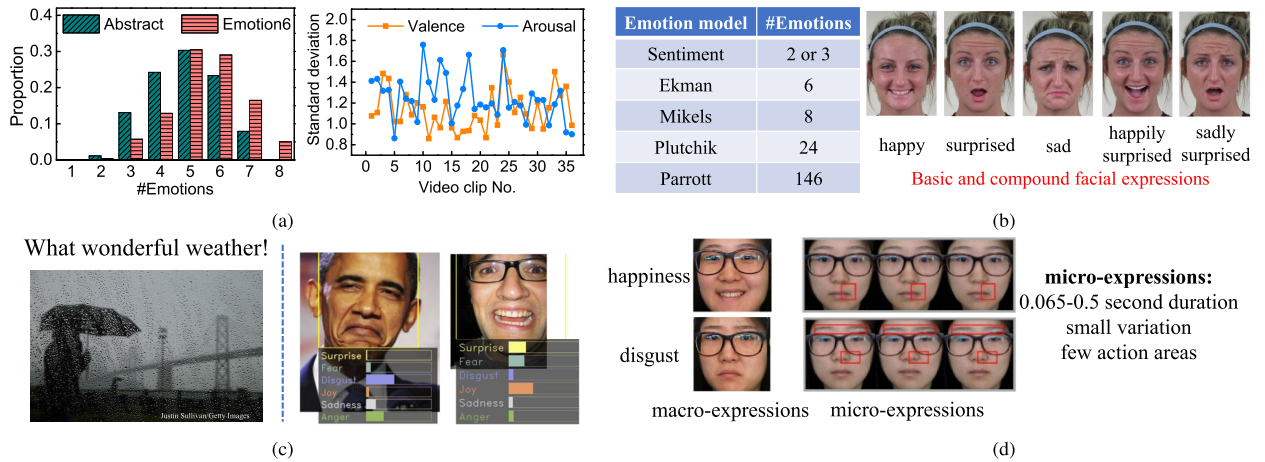 Abstract
Emotion6
Proportion
0.4
0.3
0.2
0.1
0.0
1 2 3 4 5 6 7 8
#Emotions
Valence
Arousal
Standard deviation
2.0
1.8
1.6
1.4
1.2
1.0
0.8
0 5 10 15 20 25 30 35
Video clip No.
(a)
Emotion model #Emotions
Sentiment 2 or 3
Ekman 6
Mikels 8
Plutchik 24
Parrott 146
happy
surprised
sad
happily
surprised
sadly
surprised
Basic and compound facial expressions
(b)
What wonderful weather!
Justin Sullivan/Getty Images
Surprise
Fear
Disgust
Joy
Sadness
Anger
Surprise
Fear
Disgust
Joy
Sadness
Anger
(c)
happiness
disgust
macro-expressions
micro-expressions
micro-expressions:
0.065-0.5 second duration
small variation
few action areas
(d)